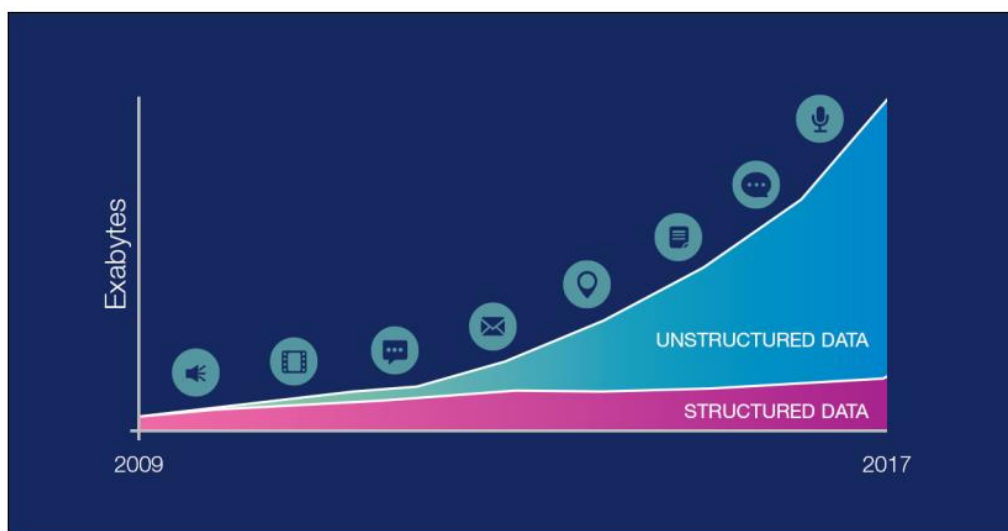 Exabytes
UNSTRUCTURED DATA
STRUCTURED DATA
2009
2017